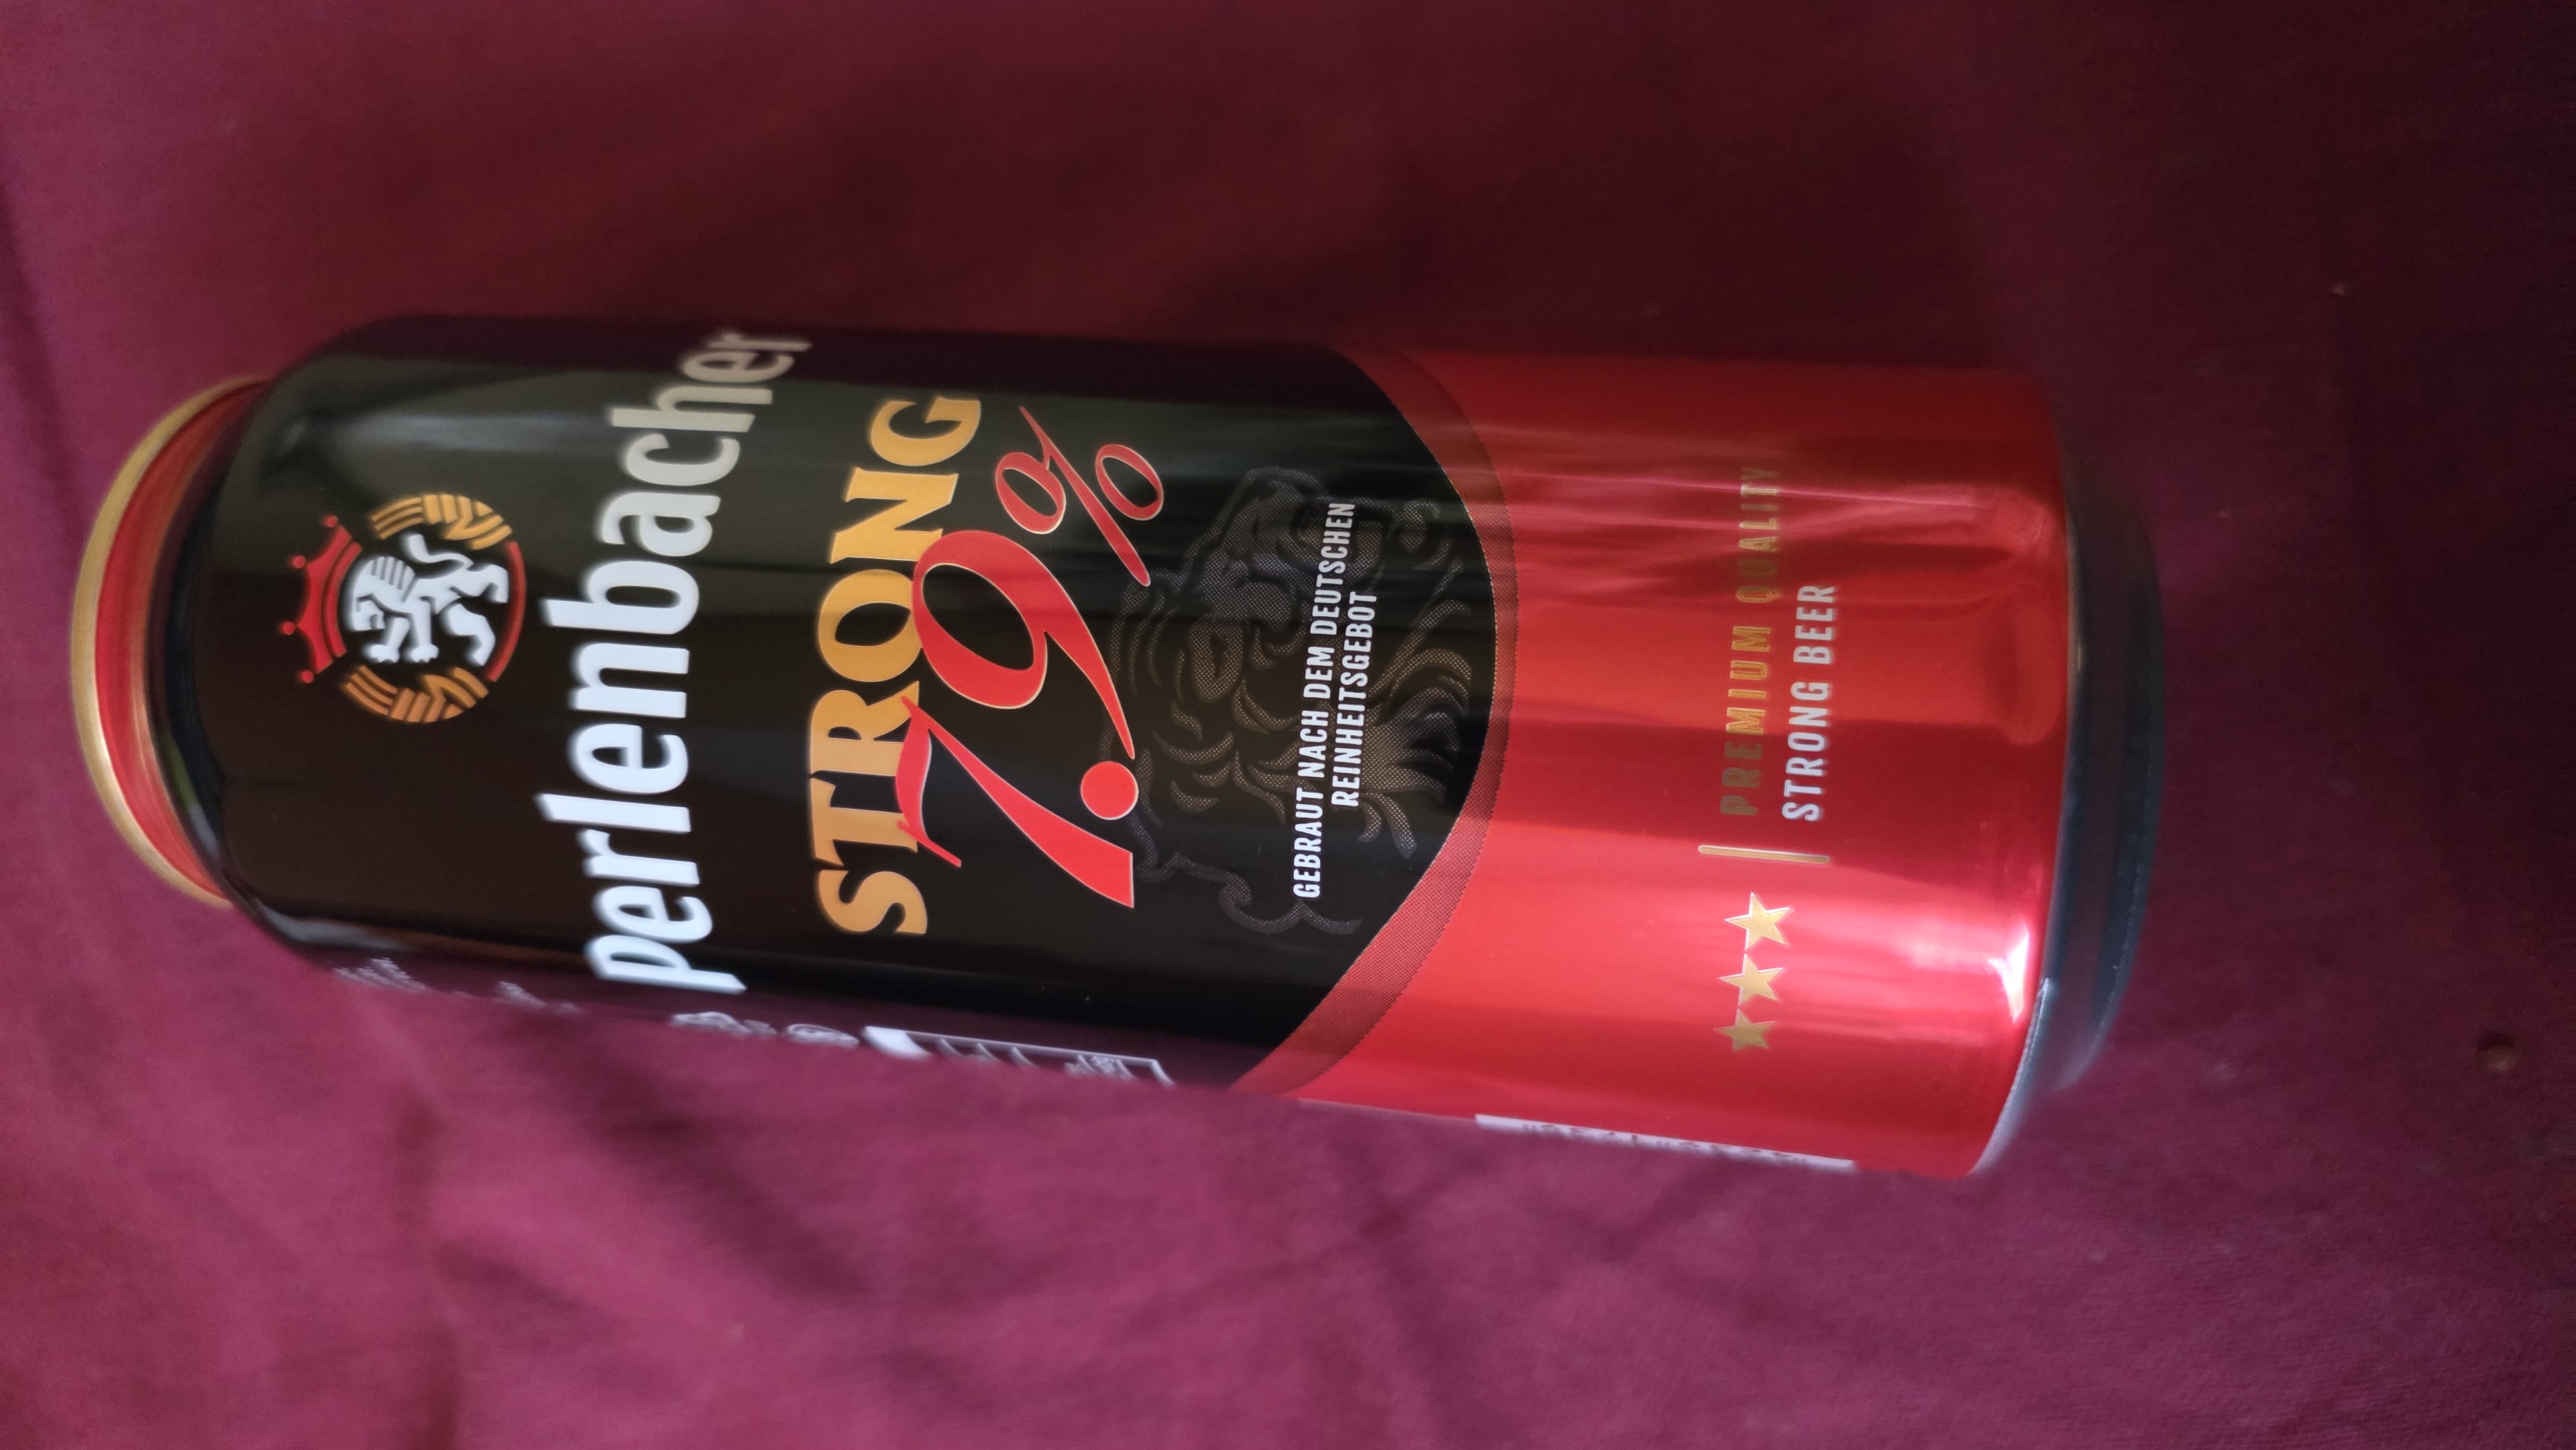 perlenbacher
STRONG
7.9%
GEBRAUT NACH DEM DEUTSCHEN
REINHEITSGEBOT
PREMIUM QUALITY
STRONG BEER